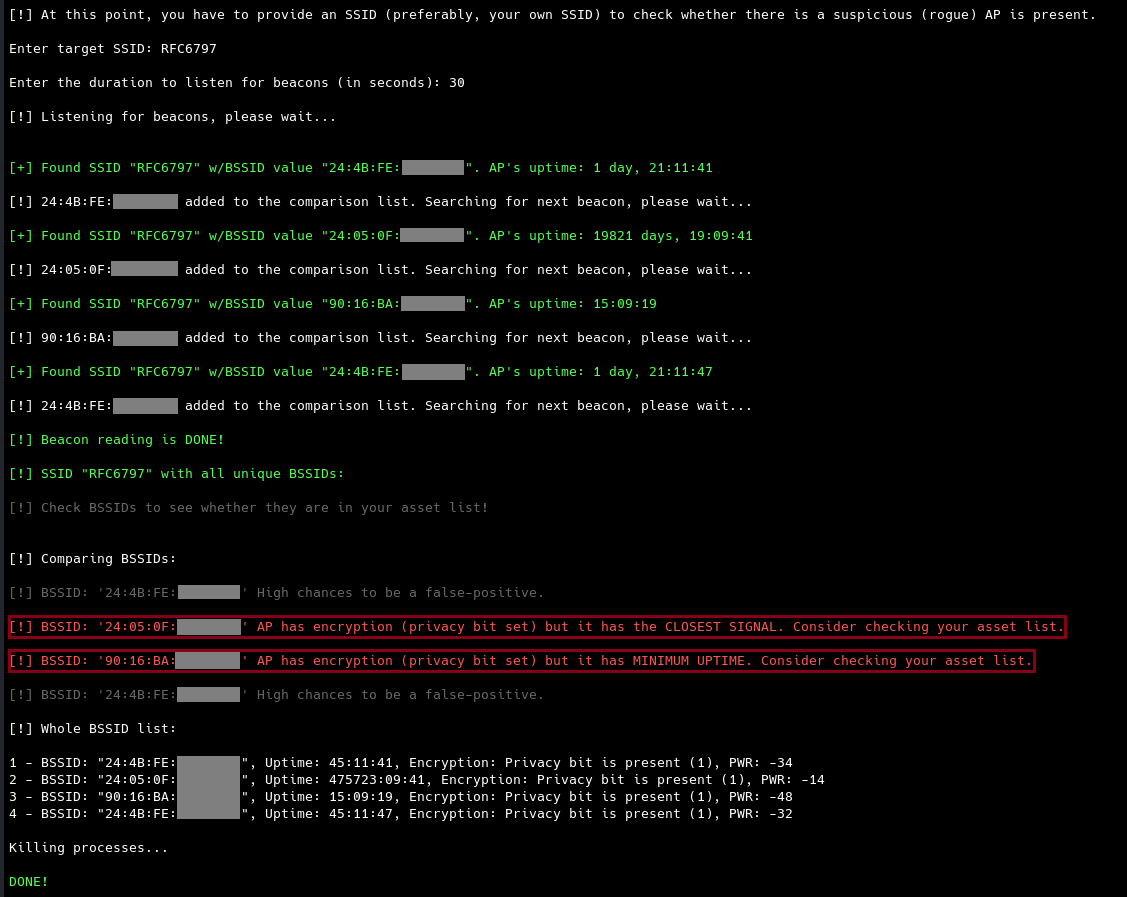 [!] At this point, you have to provide an SSID (preferably, your own SSID) to check whether there is a suspicious (rogue) AP is present.
Enter target SSID: RFC6797
Enter the duration to listen for beacons (in seconds): 30
[!] Listening for beacons, please wait...
[+] Found SSID "RFC6797" w/BSSID value "24:4B:FE:". AP's uptime: 1 day, 21:11:41
[!] 24:4B:FE: added to the comparison list. Searching for next beacon, please wait...
[+] Found SSID "RFC6797" w/BSSID value "24:05:0F:". AP's uptime: 19821 days, 19:09:41
[!] 24:05:0F: added to the comparison list. Searching for next beacon, please wait...
[+] Found SSID "RFC6797" w/BSSID value "90:16:BA:". AP's uptime: 15:09:19
[!] 90:16:BA: added to the comparison list. Searching for next beacon, please wait...
[+] Found SSID "RFC6797" w/BSSID value "24:4B:FE:". AP's uptime: 1 day, 21:11:47
[!] 24:4B:FE: added to the comparison list. Searching for next beacon, please wait...
[!] Beacon reading is DONE!
[!] SSID "RFC6797" with all unique BSSIDs:
[!] Check BSSIDs to see whether they are in your asset list!
[!] Comparing BSSIDs:
[!] BSSID: '24:4B:FE:' High chances to be a false-positive.
[!] BSSID: '24:05:0F:' AP has encryption (privacy bit set) but it has the CLOSEST SIGNAL. Consider checking your asset list.
[!] BSSID: '90:16:BA:' AP has encryption (privacy bit set) but it has MINIMUM UPTIME. Consider checking your asset list.
[!] BSSID: '24:4B:FE:' High chances to be a false-positive.
[!] Whole BSSID list:
1 - BSSID: "24:4B:FE:", Uptime: 45:11:41, Encryption: Privacy bit is present (1), PWR: -34
2 - BSSID: "24:05:0F:", Uptime: 475723:09:41, Encryption: Privacy bit is present (1), PWR: -14
3 - BSSID: "90:16:BA:", Uptime: 15:09:19, Encryption: Privacy bit is present (1), PWR: -48
4 - BSSID: "24:4B:FE:", Uptime: 45:11:47, Encryption: Privacy bit is present (1), PWR: -32
Killing processes...
DONE!